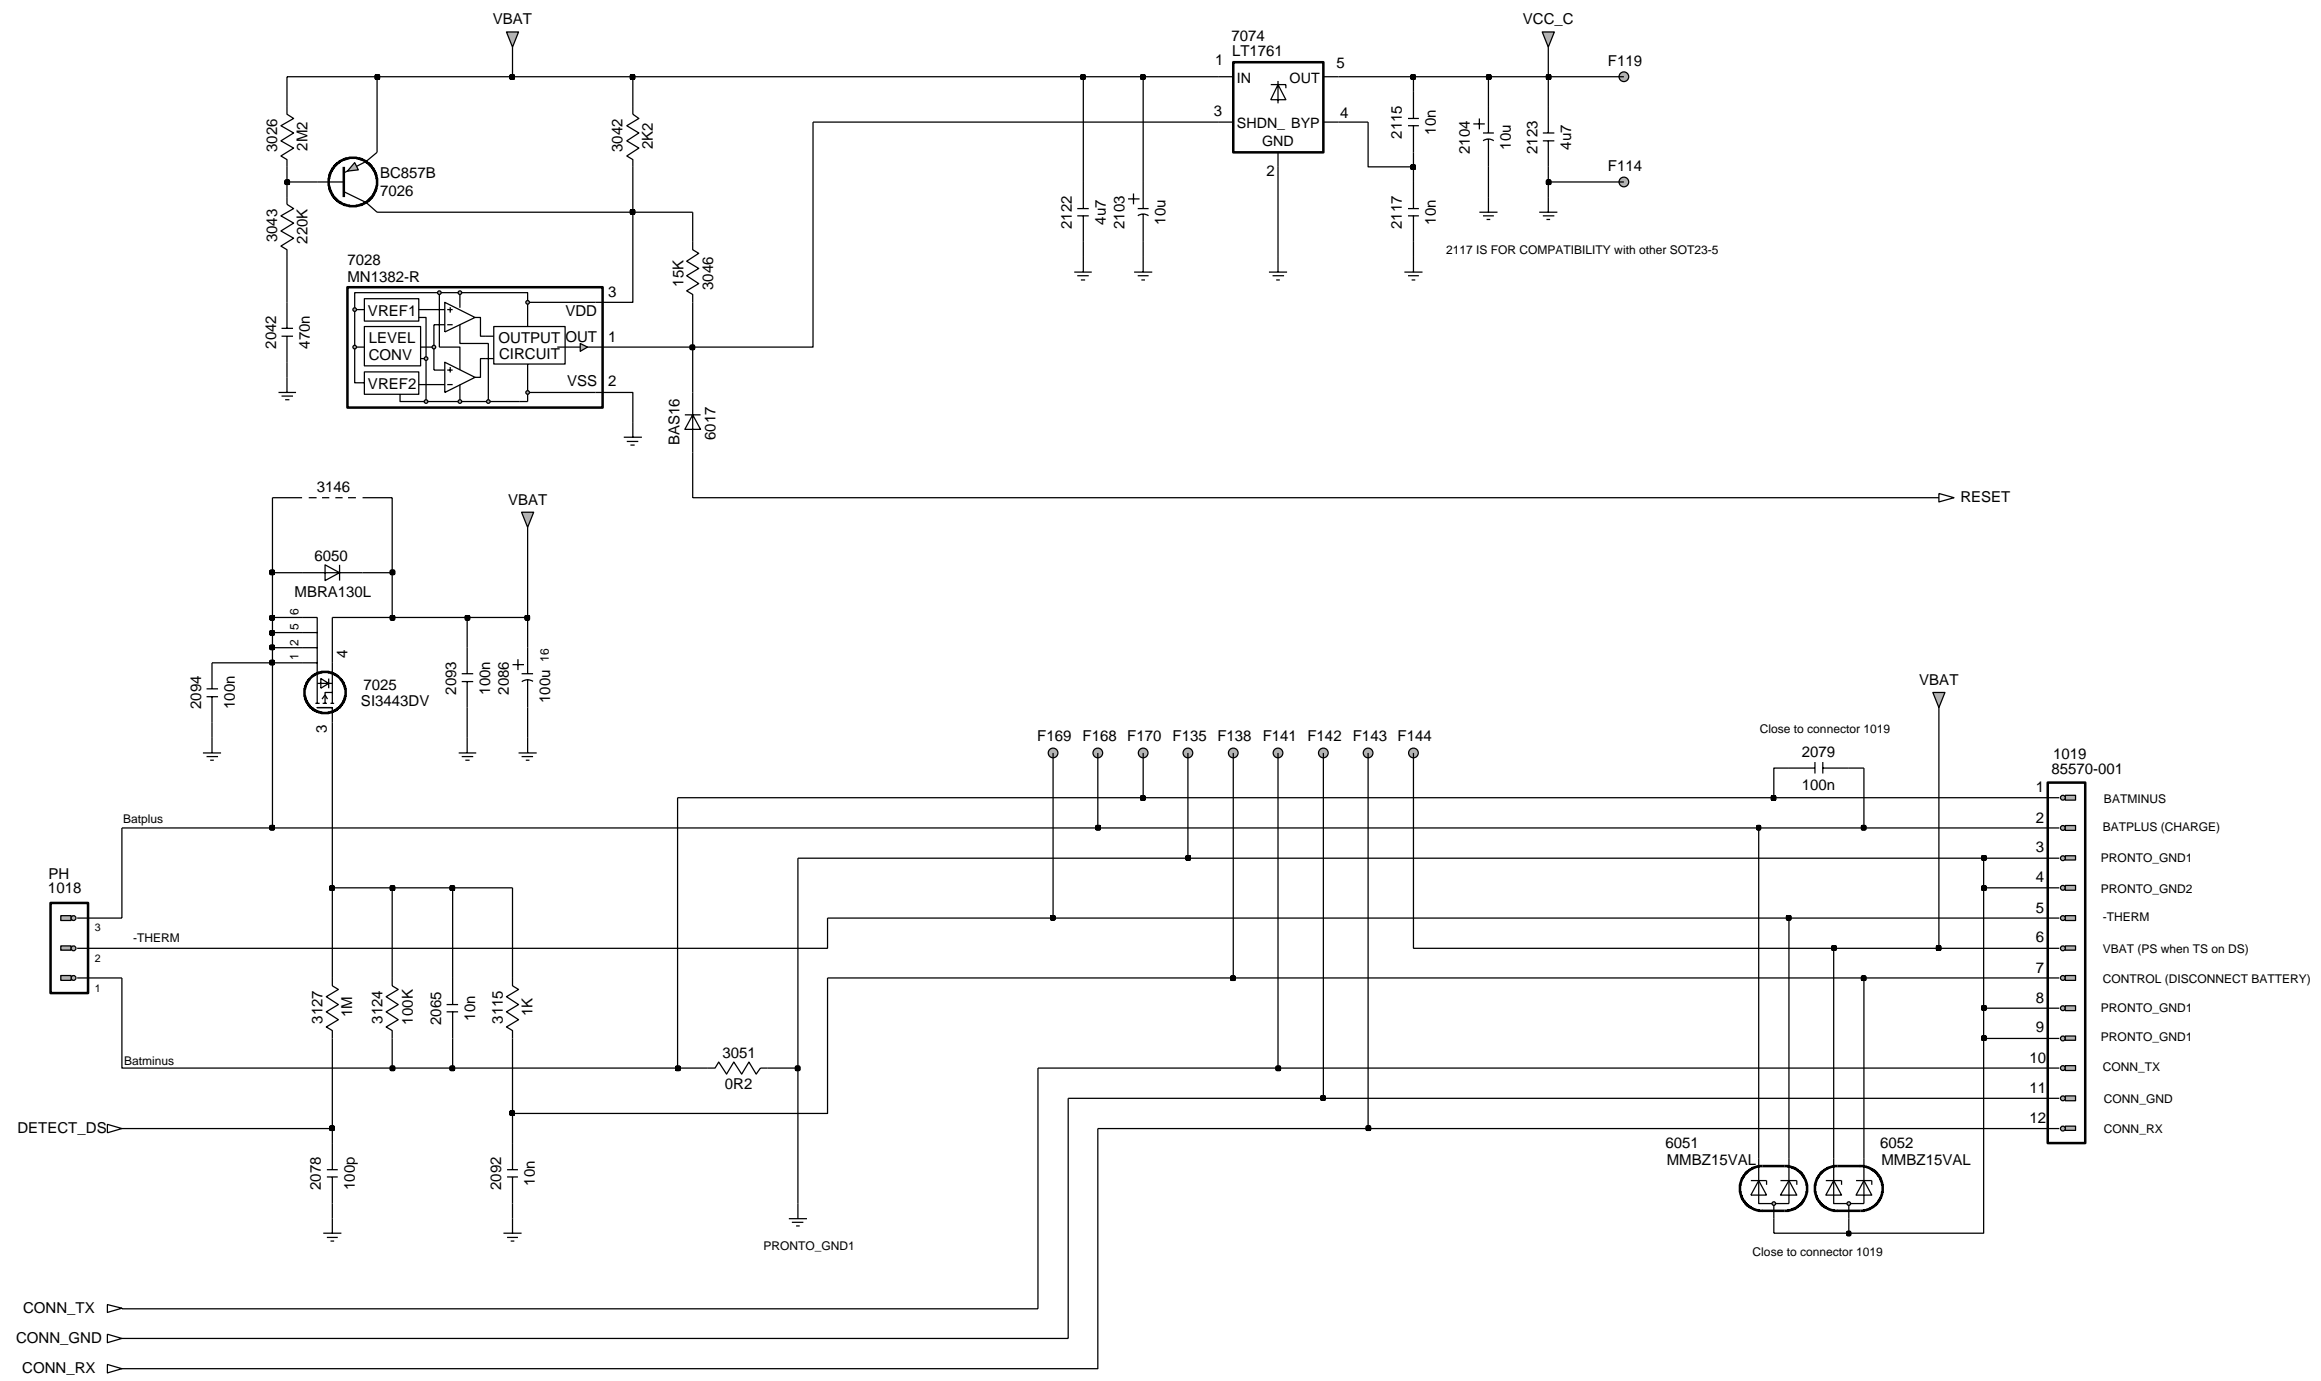 VBAT
VCC_C
7074
LT1761
F119
1
IN
OUT
5
3
SHDN_
BYP
4
GND
2
3026
2M2
3042
2K2
2115
10n
2104
+
10u
2123
4u7
F114
BC857B
7026
3043
220K
2122
4u7
2103
+
10u
2117
10n
2117 IS FOR COMPATIBILITY with other SOT23-5
7028
MN1382-R
15K
3046
3
VDD
VREF1
+
-
LEVEL
CONV
OUTPUT
CIRCUIT
OUT
1
VREF2
+
-
VSS
2
2042
470n
BAS16
6017
3146
VBAT
RESET
6050
MBRA130L
6
5
2
1
4
2094
100n
7025
SI3443DV
3
2093
100n
2086
+
100u
16
VBAT
F169
F168
F170
F135
F138
F141
F142
F143
F144
Close to connector 1019
2079
100n
1019
85570-001
1
BATMINUS
Batplus
2
BATPLUS (CHARGE)
3
PRONTO_GND1
PH
1018
4
PRONTO_GND2
3
5
-THERM
-THERM
2
6
VBAT (PS when TS on DS)
1
7
CONTROL (DISCONNECT BATTERY)
3127
1M
3124
100K
2065
10n
3115
1K
8
PRONTO_GND1
9
PRONTO_GND1
Batminus
3051
0R2
10
CONN_TX
11
CONN_GND
DETECT_DS
12
CONN_RX
6051
MMBZ15VAL
6052
MMBZ15VAL
2078
100p
2092
10n
PRONTO_GND1
Close to connector 1019
CONN_TX
CONN_GND
CONN_RX